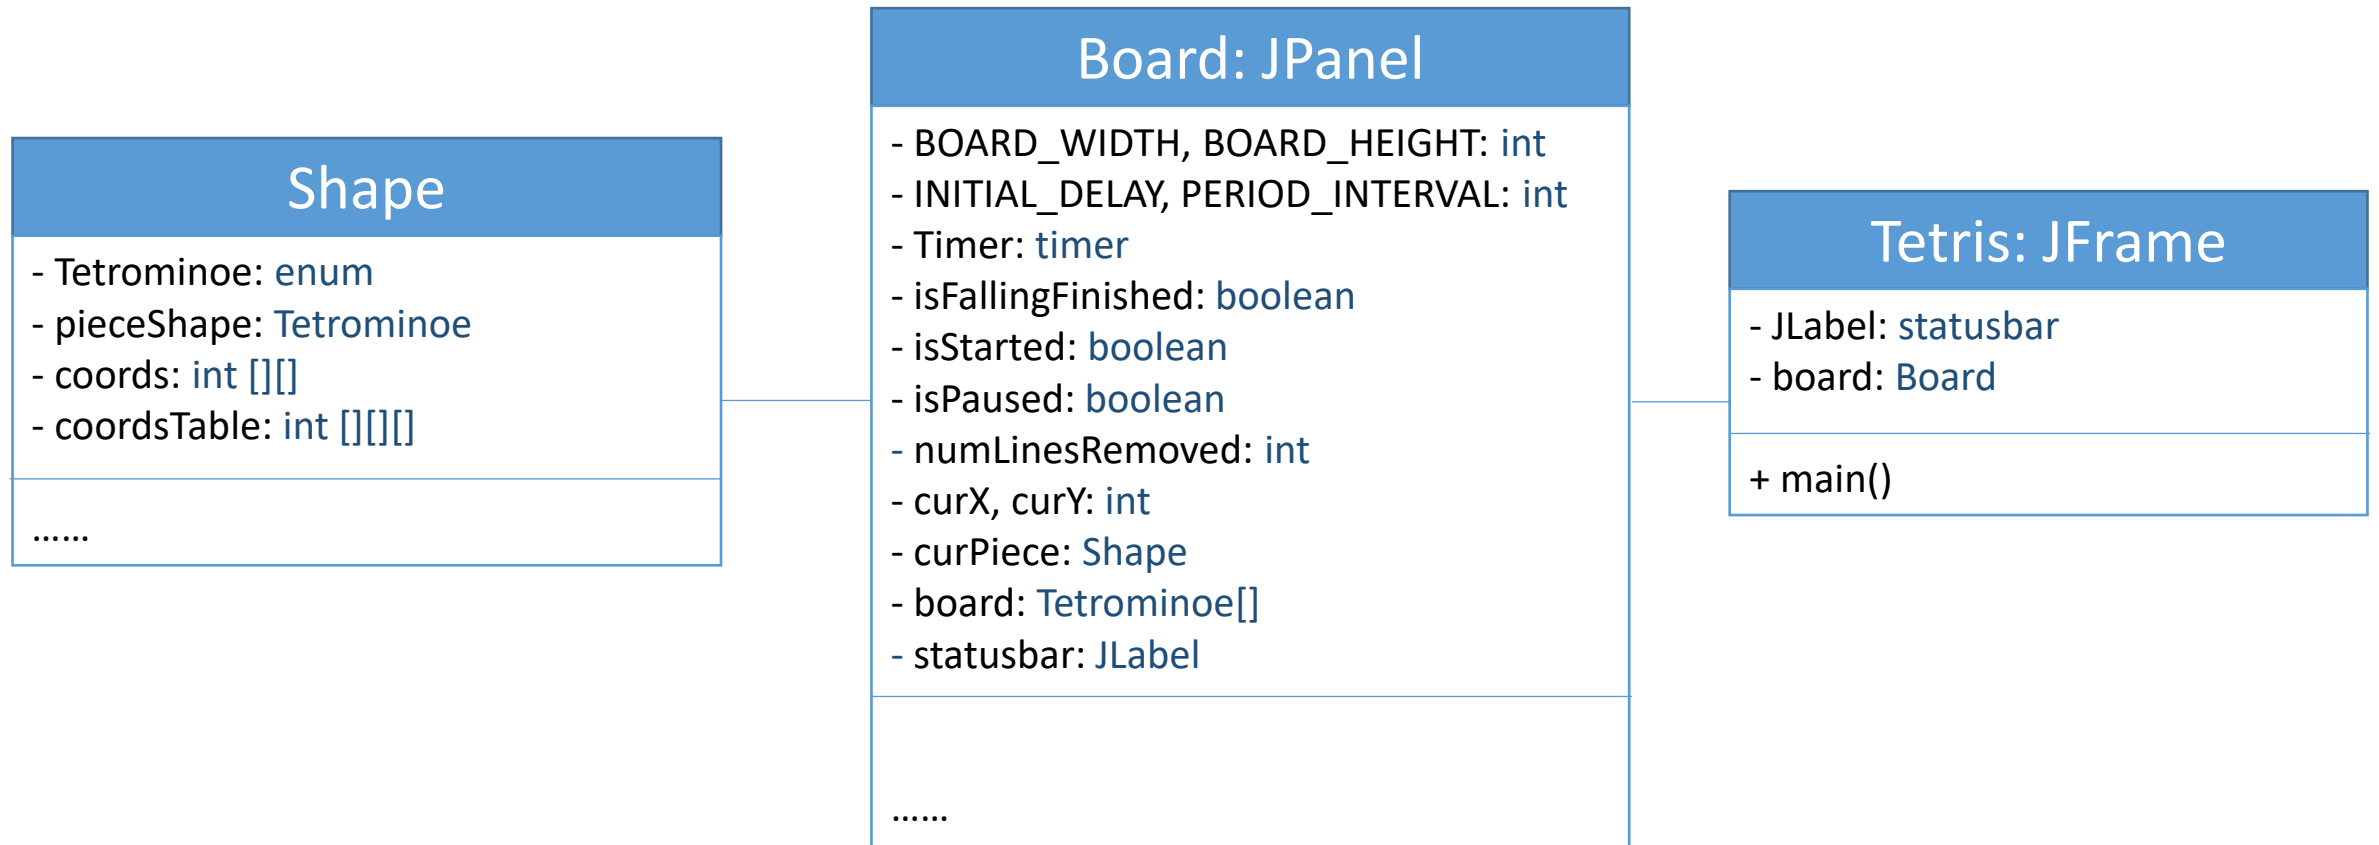 Shape
- Tetrominoe: enum
- pieceShape: Tetrominoe
- coords: int [][]
- coordsTable: int [][][]
......
Board: JPanel
- BOARD_WIDTH, BOARD_HEIGHT: int
- INITIAL_DELAY, PERIOD_INTERVAL: int
- Timer: timer
- isFallingFinished: boolean
- isStarted: boolean
- isPaused: boolean
- numLinesRemoved: int
- curX, curY: int
- curPiece: Shape
- board: Tetrominoe[]
- statusbar: JLabel
......
Tetris: JFrame
- JLabel: statusbar
- board: Board
+ main()